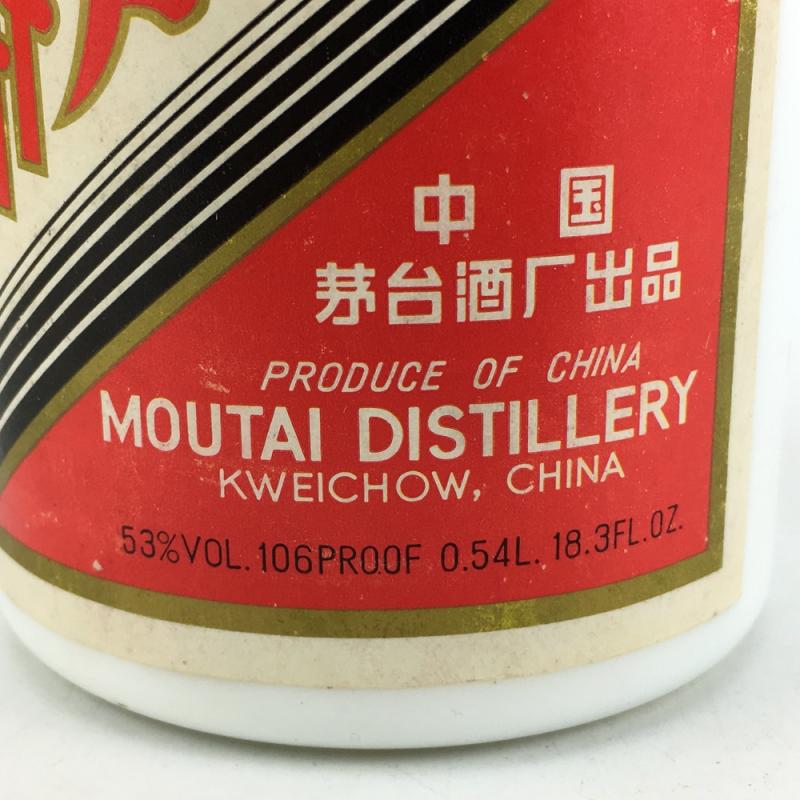 中国
茅台酒厂出品
PRODUCE OF CHINA
MOUTAI DISTILLERY
KWEICHOW, CHINA
53%VOL. 106PROOF 0.54L. 18.3FL.OZ.